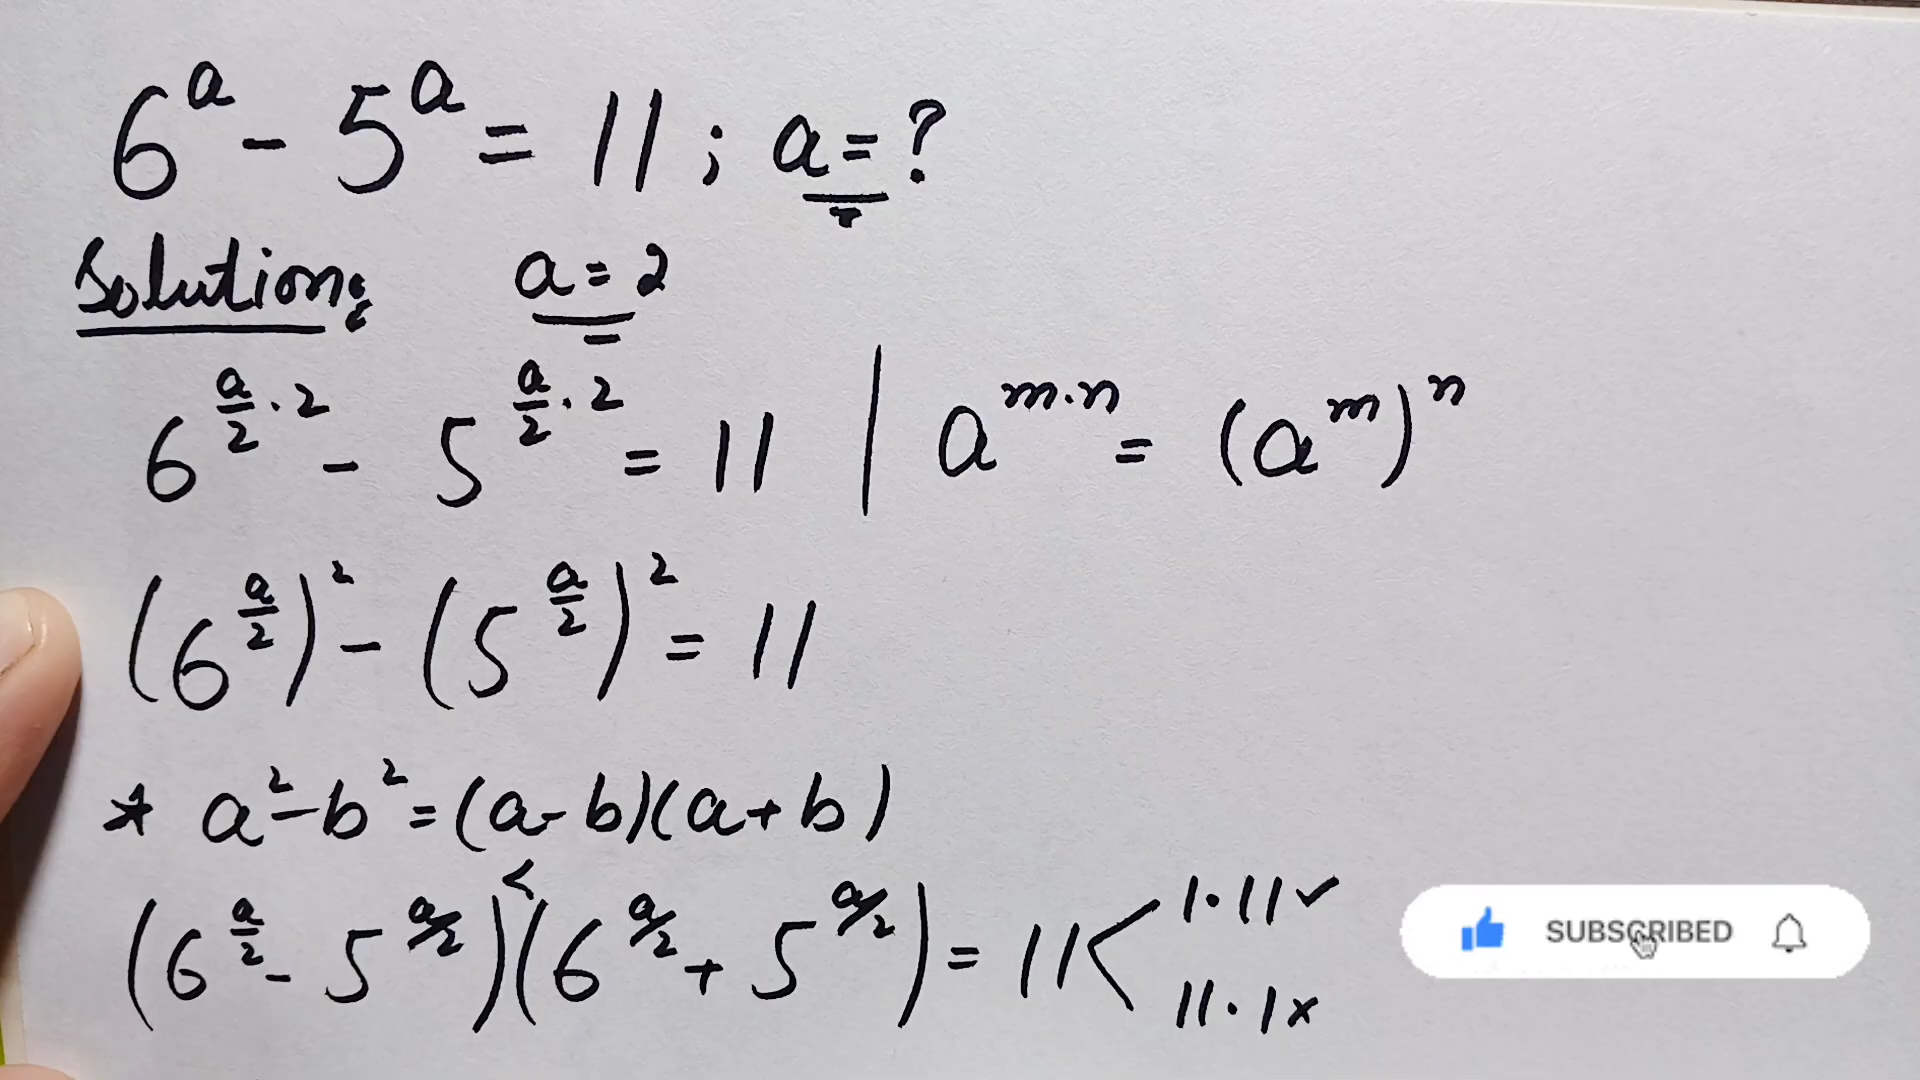 6^a - 5^a = 11 ; a = ?
Solution: a = 2
6^(a/2 · 2) - 5^(a/2 · 2) = 11 | a^(m·n) = (a^m)^n
(6^(a/2))^2 - (5^(a/2))^2 = 11
* a^2 - b^2 = (a - b)(a + b)
<
(6^(a/2) - 5^(a/2))(6^(a/2) + 5^(a/2)) = 11 < 1·11 ✓
11·1 ×
SUBSCRIBED